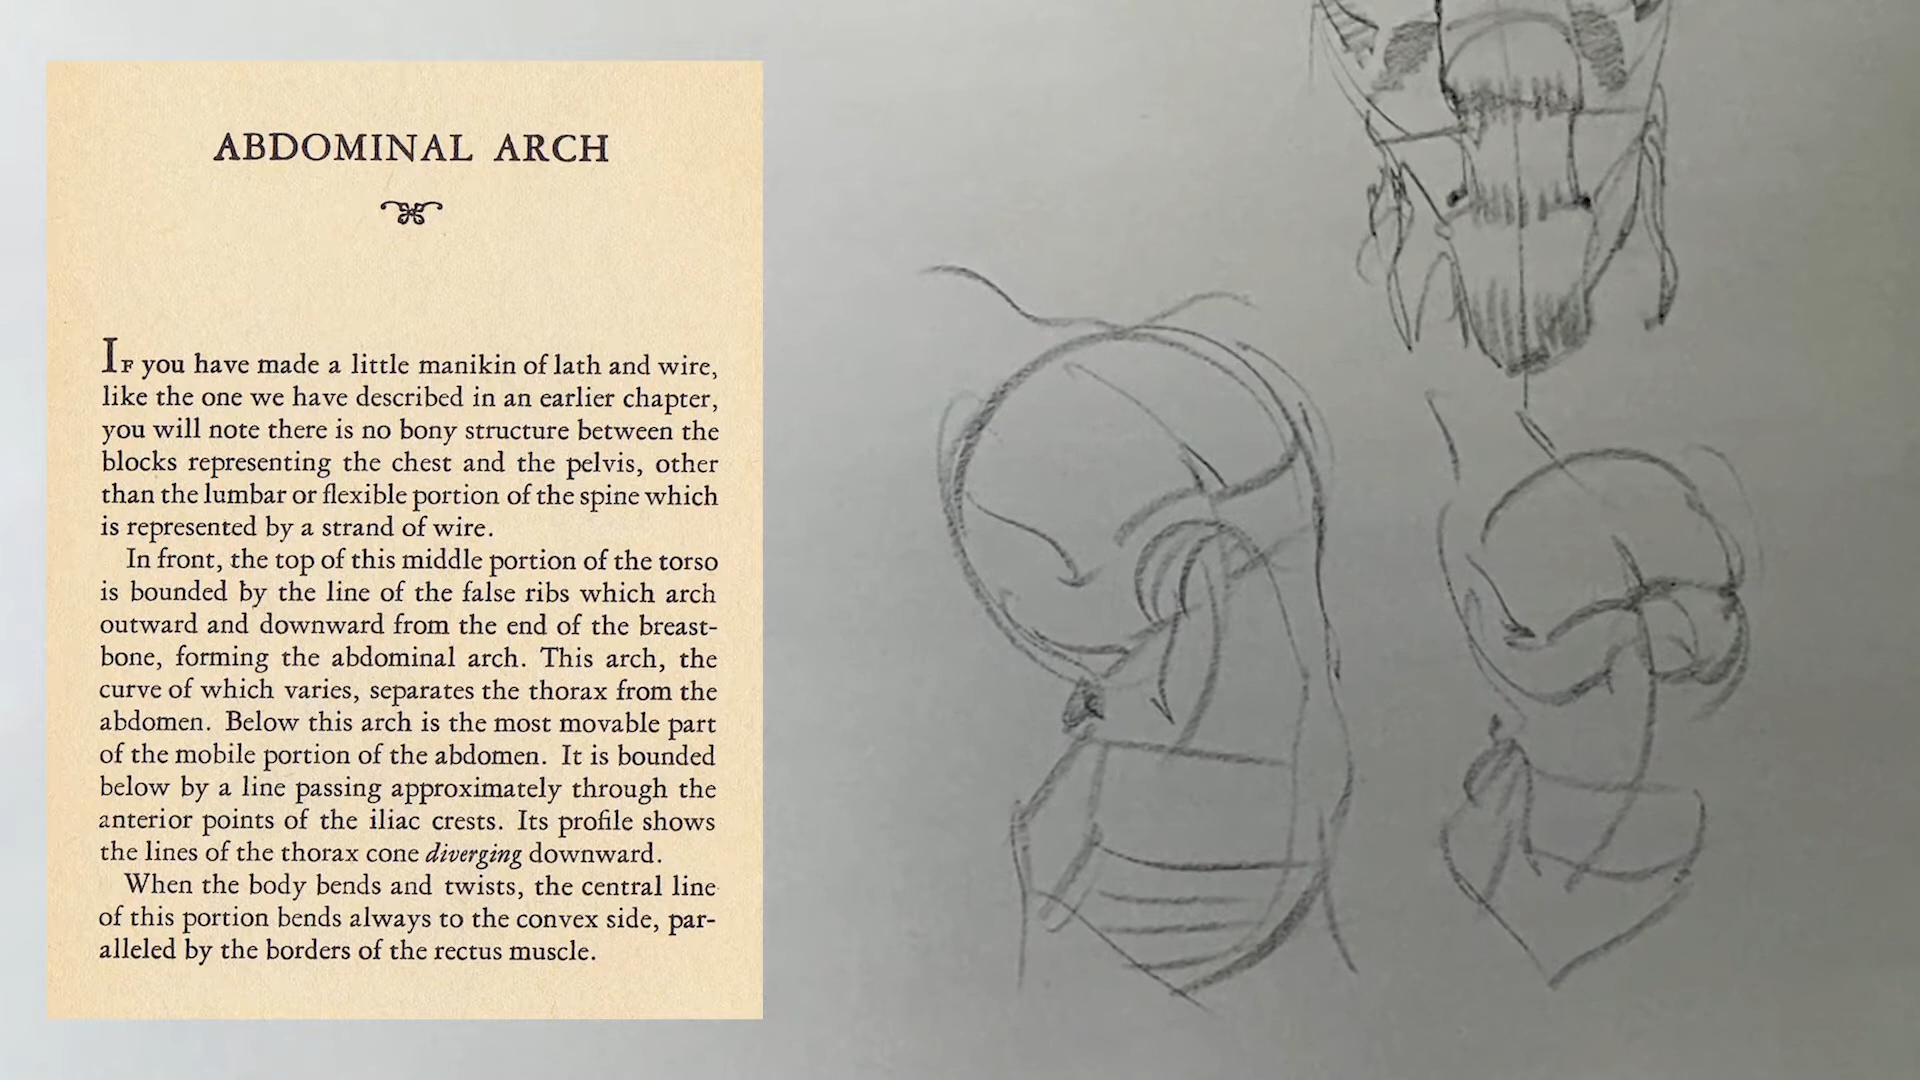 ABDOMINAL ARCH
IF you have made a little manikin of lath and wire,
like the one we have described in an earlier chapter,
you will note there is no bony structure between the
blocks representing the chest and the pelvis, other
than the lumbar or flexible portion of the spine which
is represented by a strand of wire.
In front, the top of this middle portion of the torso
is bounded by the line of the false ribs which arch
outward and downward from the end of the breast-
bone, forming the abdominal arch. This arch, the
curve of which varies, separates the thorax from the
abdomen. Below this arch is the most movable part
of the mobile portion of the abdomen. It is bounded
below by a line passing approximately through the
anterior points of the iliac crests. Its profile shows
the lines of the thorax cone diverging downward.
When the body bends and twists, the central line
of this portion bends always to the convex side, par-
alleled by the borders of the rectus muscle.